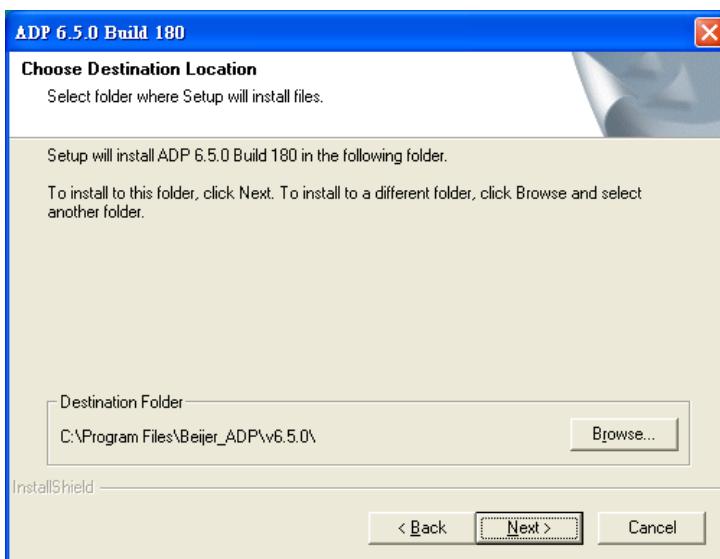 ADP 6.5.0 Build 180
Choose Destination Location
Select folder where Setup will install files.
Setup will install ADP 6.5.0 Build 180 in the following folder.
To install to this folder, click Next. To install to a different folder, click Browse and select
another folder.
Destination Folder
C:\Program Files\Beijer_ADP\v6.5.0\
Browse...
InstallShield
< Back
Next >
Cancel